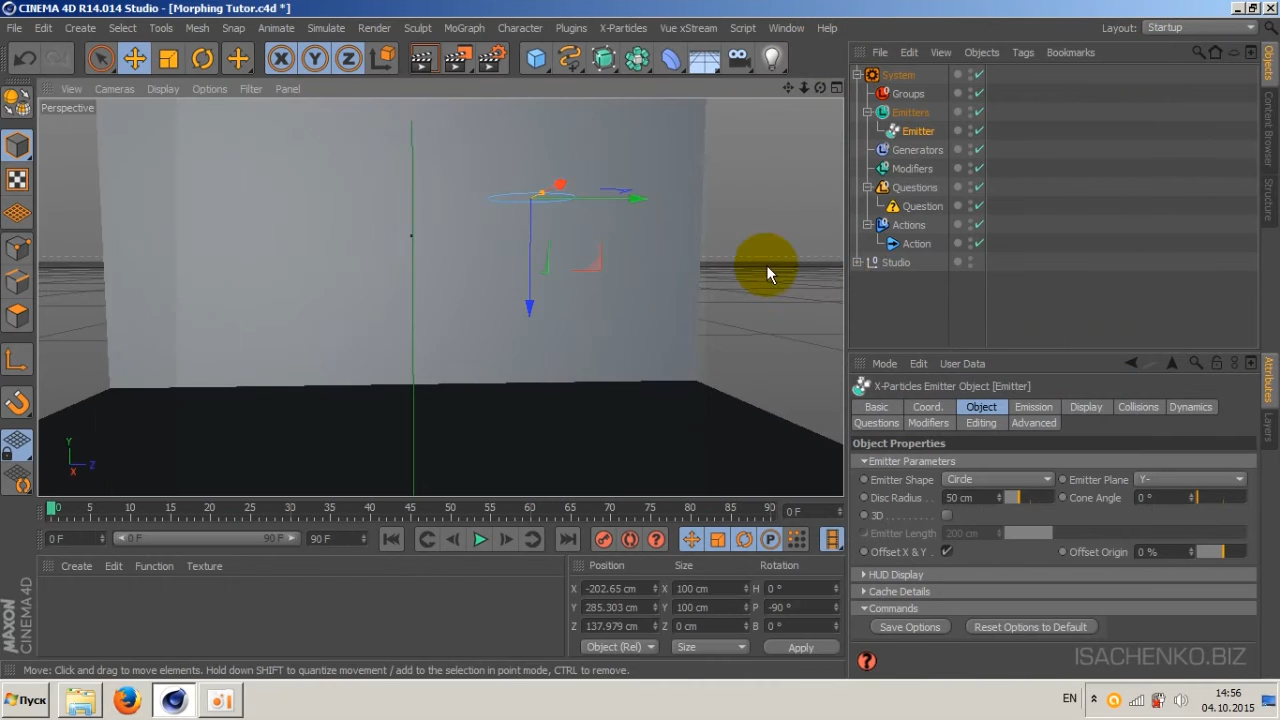 CINEMA 4D R14.014 Studio - [Morphing Tutor.c4d *]
File Edit Create Select Tools Mesh Snap Animate Simulate Render Sculpt MoGraph Character Plugins X-Particles Vue xStream Script Window Help Layout: Startup
File Edit View Objects Tags Bookmarks
View Cameras Display Options Filter Panel
Perspective
System
Groups
Emitters
Emitter
Generators
Modifiers
Questions
Question
Actions
Action
Studio
Objects
Content Browser
Structure
Y
Z
X
Mode Edit User Data
X-Particles Emitter Object [Emitter]
Basic Coord. Object Emission Display Collisions Dynamics
Questions Modifiers Editing Advanced
Object Properties
Emitter Parameters
Emitter Shape Circle Emitter Plane Y-
Disc Radius . . 50 cm Cone Angle 0 °
3D . . . . . . . . .
Emitter Length 200 cm
Offset X & Y . Offset Origin 0 %
HUD Display
Cache Details
Commands
Save Options Reset Options to Default
Attributes
Layers
0 5 10 15 20 25 30 35 40 45 50 55 60 65 70 75 80 85 90 0 F
0 F 0 F 90 F 90 F
Create Edit Function Texture
Position Size Rotation
X -202.65 cm X 100 cm H 0 °
Y 285.303 cm Y 100 cm P -90 °
Z 137.979 cm Z 0 cm B 0 °
Object (Rel) Size Apply
MAXON CINEMA 4D
Move: Click and drag to move elements. Hold down SHIFT to quantize movement / add to the selection in point mode, CTRL to remove.
ISACHENKO.BIZ
Пуск
EN
14:56
04.10.2015